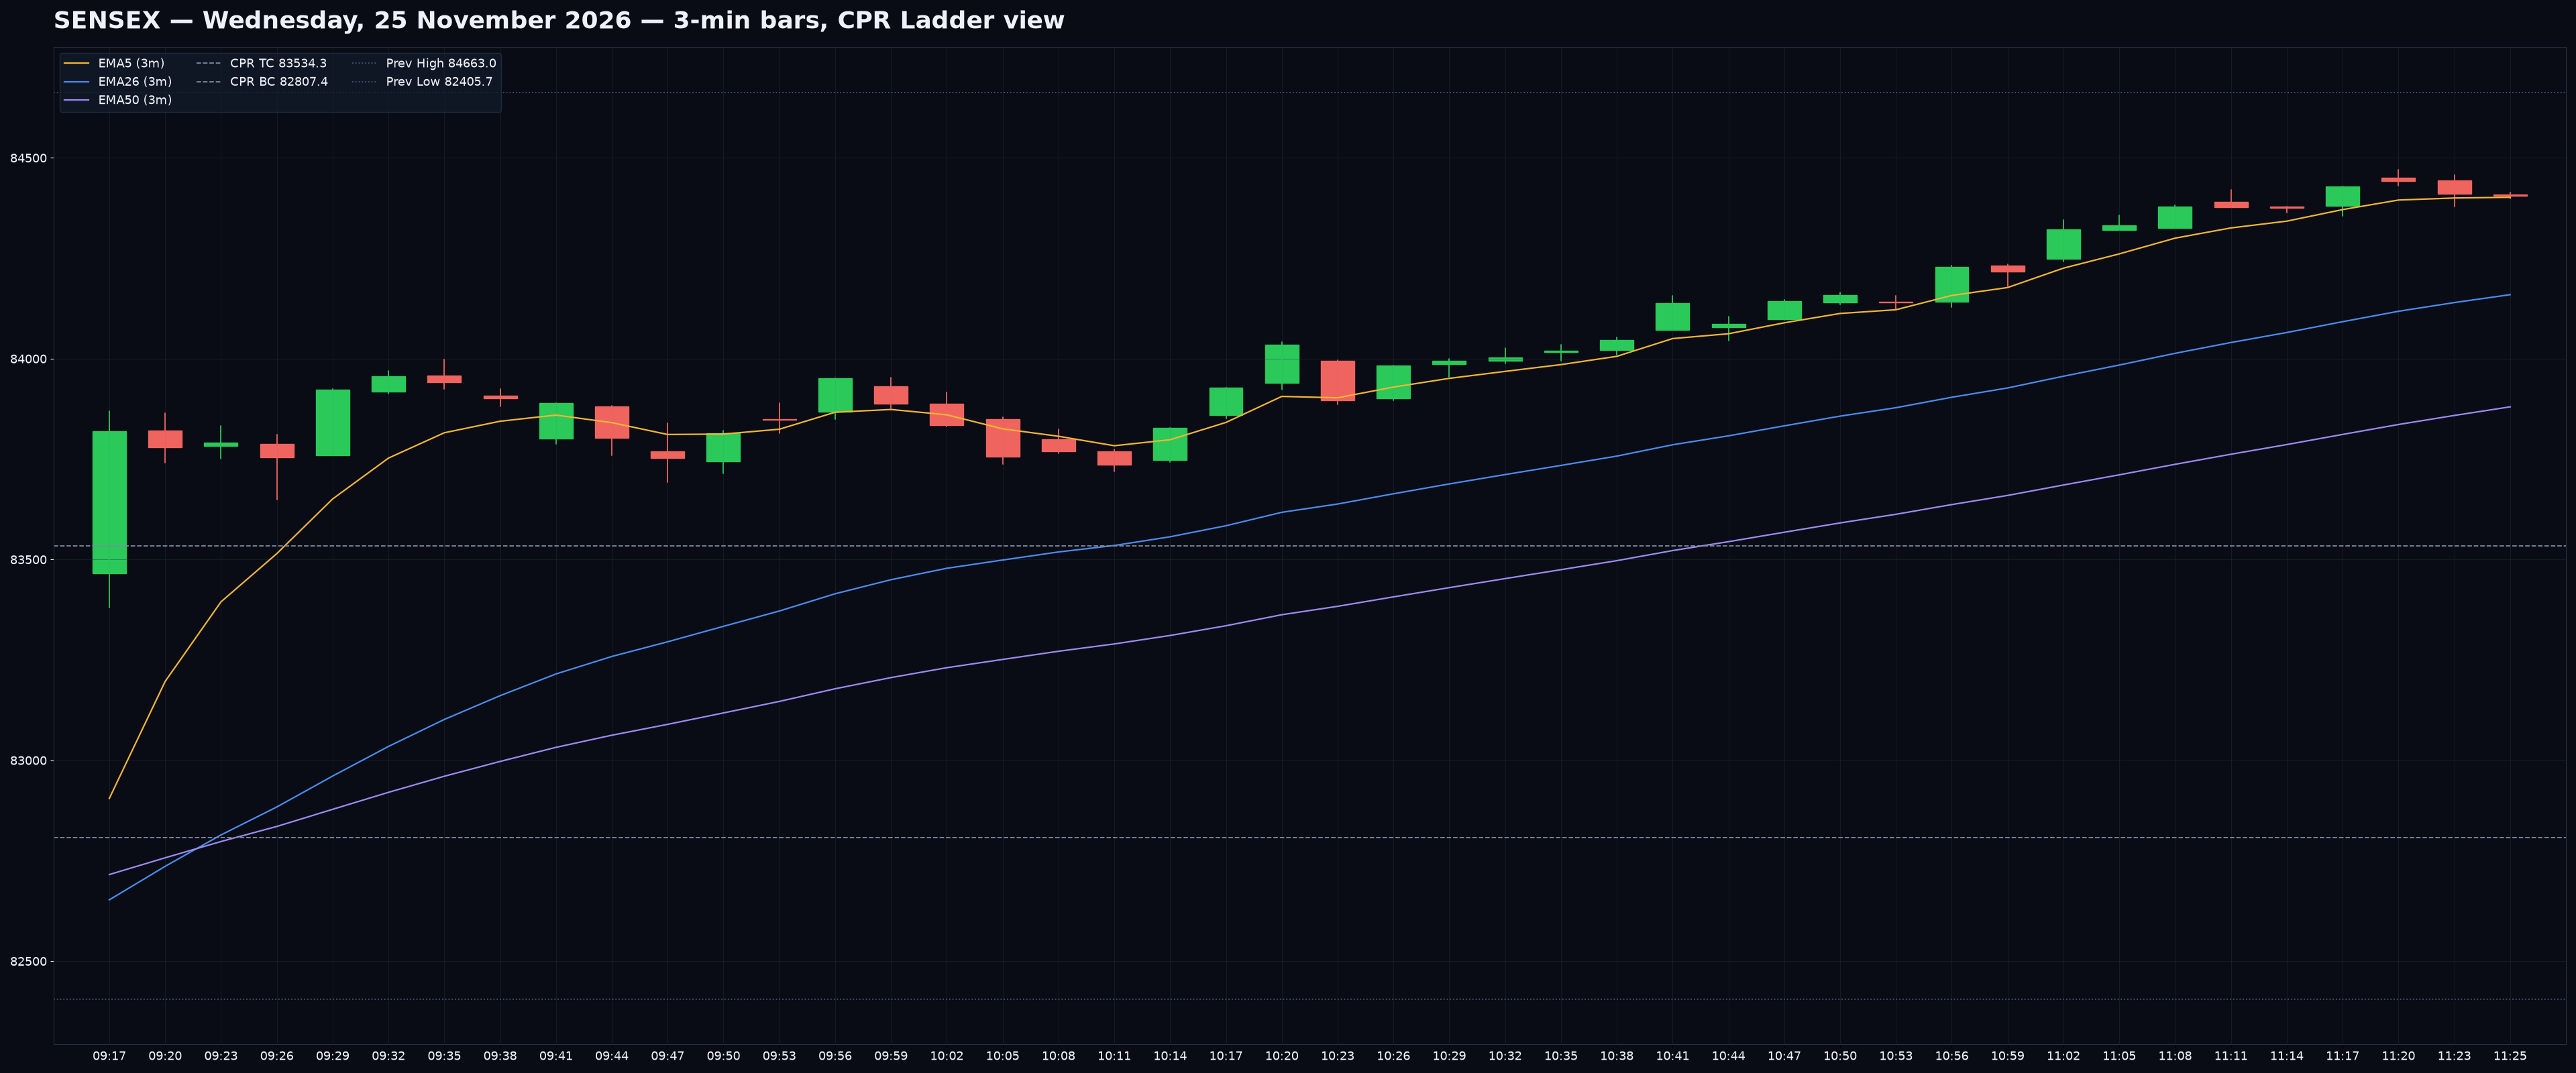 SENSEX — Wednesday, 25 November 2026 — 3-min bars, CPR Ladder view
EMA5 (3m) CPR TC 83534.3 Prev High 84663.0
EMA26 (3m) CPR BC 82807.4 Prev Low 82405.7
EMA50 (3m)
84500
84000
83500
83000
82500
09:17 09:20 09:23 09:26 09:29 09:32 09:35 09:38 09:41 09:44 09:47 09:50 09:53 09:56 09:59 10:02 10:05 10:08 10:11 10:14 10:17 10:20 10:23 10:26 10:29 10:32 10:35 10:38 10:41 10:44 10:47 10:50 10:53 10:56 10:59 11:02 11:05 11:08 11:11 11:14 11:17 11:20 11:23 11:25